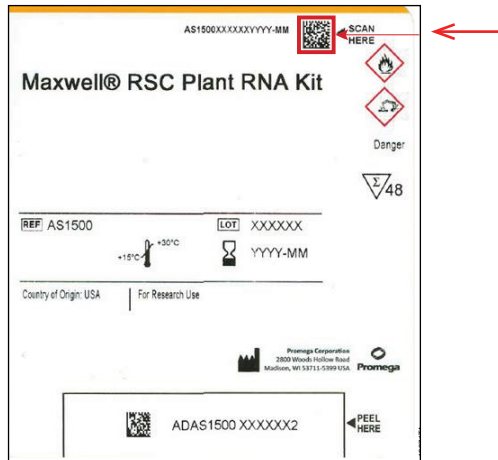 AS1500XXXXXXYYYY-MM
SCAN
HERE
Maxwell® RSC Plant RNA Kit
Danger
Σ/48
REF AS1500
LOT XXXXXX
+15°C
+30°C
YYYY-MM
Country of Origin: USA
For Research Use
Promega Corporation
2800 Woods Hollow Road
Madison, WI 53711-5399 USA
Promega
ADAS1500 XXXXXX2
PEEL
HERE